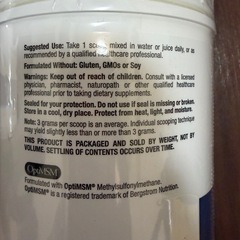 Suggested Use: Take 1 scoop, mixed in water or juice daily, or as
recommended by a qualified healthcare professional.
Formulated Without: Gluten, GMOs or Soy
Warnings: Keep out of reach of children. Consult with a licensed
physician, pharmacist, naturopath or other qualified healthcare
professional prior to
Sealed for your protection. Do not use if seal is missing or broken.
Store in a cool, dry place. Protect from heat, light, and moisture.
Note: 3 grams per scoop is an average. Individual scooping technique
may yield slightly less than or more than 3 grams.
THIS PRODUCT IS PACKAGED AND SOLD BY WEIGHT, NOT
BY VOLUME. SETTLING OF CONTENTS OCCURS OVER TIME.
OptiMSM
Formulated with OptiMSM® Methylsulfonylmethane.
OptiMSM® is a registered trademark of Bergstrom Nutrition.